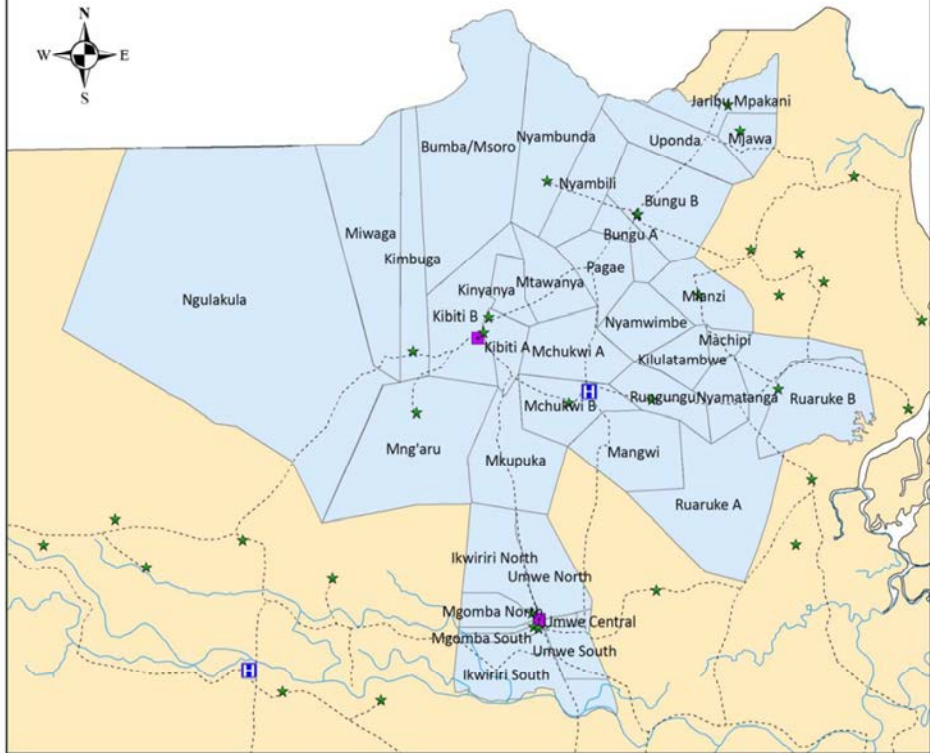 N
W E
S
Jaribu Mpakani
Bumba/Msoro
Nyambunda
Uponda
Mjawa
Nyambili
Bungu B
Miwaga
Bungu A
Kimbuga
Pagae
Ngulakula
Kinyanya
Mtawanya
Mlanzi
Kibiti B
Nyamwimbe
Kibiti A
Mchukwi A
Machipi
Kilulatambwe
H
Mchukwi B
Rungungu
Nyamatanga
Ruaruke B
Mng'aru
Mkupuka
Mangwi
Ruaruke A
Ikwiriri North
Umwe North
Mgomba North
Umwe Central
Mgomba South
Umwe South
H
Ikwiriri South